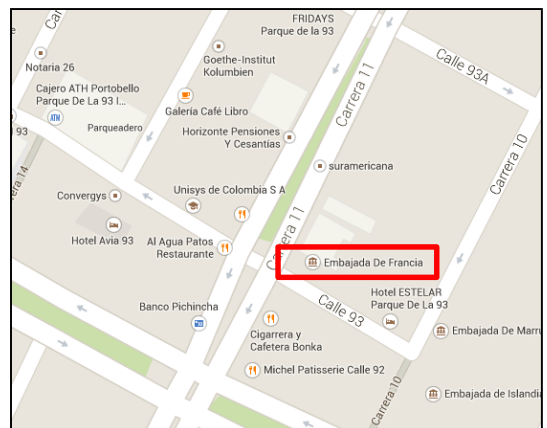 Car
FRIDAYS
Parque de la 93
Goethe-Institut
Kolumbien
Notaria 26
Calle 93A
Cajero ATH Portobello
Parque De La 93 I...
ATH
Carrera 11
Galería Café Libro
93
Parqueadero
Horizonte Pensiones
Y Cesantías
Carrera 10
suramericana
Carrera 14
Convergys
Unisys de Colombia S A
Carrera 11
Hotel Avia 93
Al Agua Patos
Restaurante
Embajada De Francia
Hotel ESTELAR
Parque De La 93
Calle 93
Banco Pichincha
Embajada De Marru
Cigarrera y
Cafetera Bonka
Michel Patisserie Calle 92
Carrera 10
Embajada de Islandi